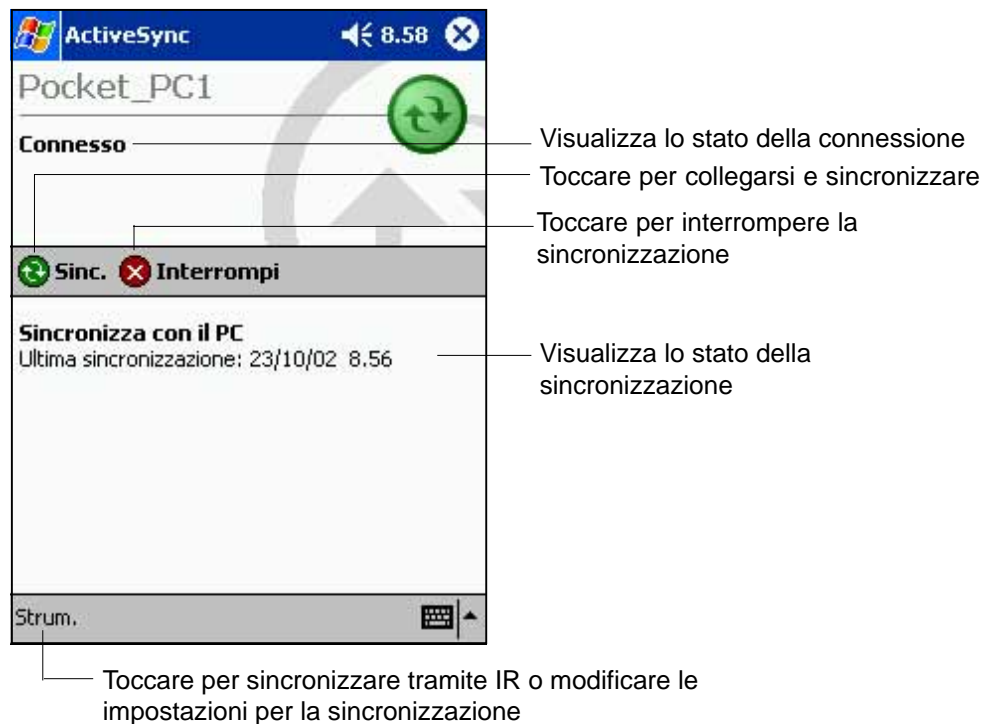 ActiveSync 8.58
Pocket_PC1
Connesso
Visualizza lo stato della connessione
Toccare per collegarsi e sincronizzare
Toccare per interrompere la
sincronizzazione
Sinc. Interrompi
Sincronizza con il PC
Ultima sincronizzazione: 23/10/02 8.56
Visualizza lo stato della
sincronizzazione
Strum.
Toccare per sincronizzare tramite IR o modificare le
impostazioni per la sincronizzazione